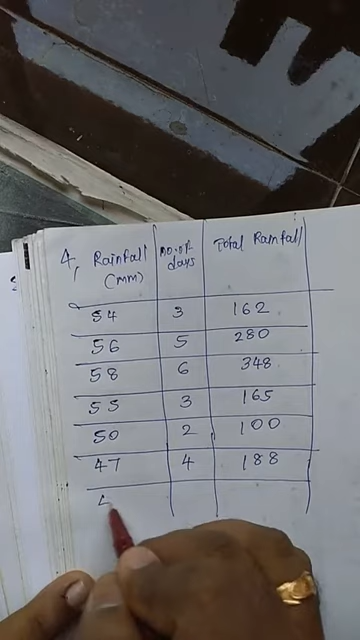 4, Rainfall (mm) No. of days Total Rainfall
54 3 162
56 5 280
58 6 348
55 3 165
50 2 100
47 4 188